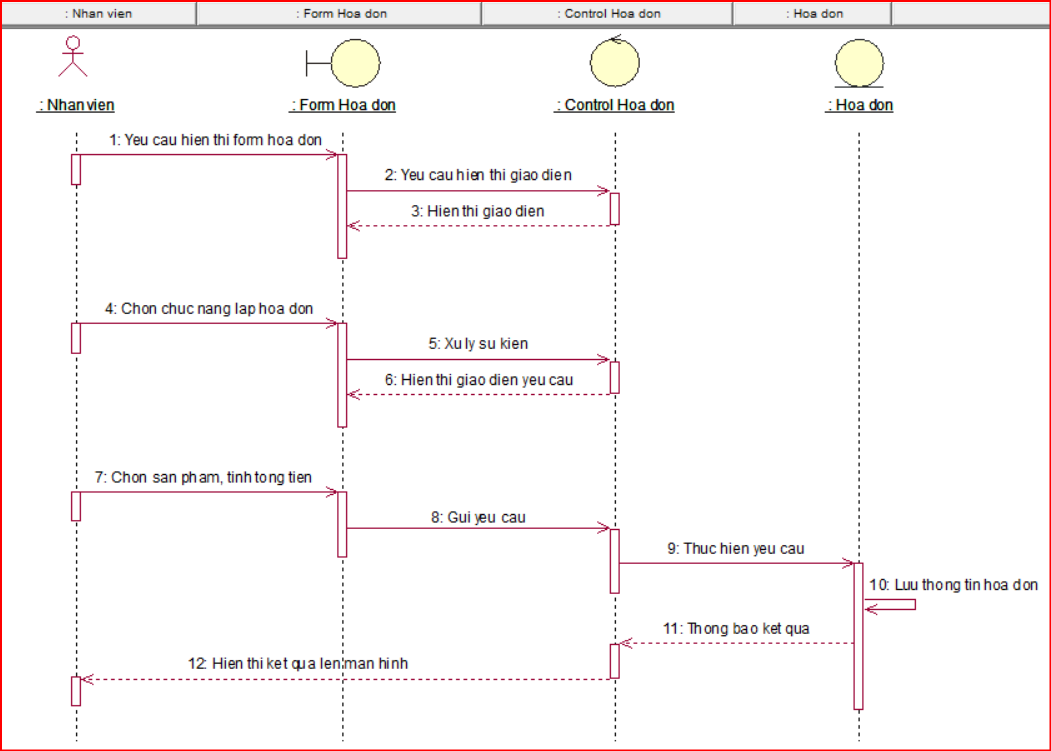 : Nhan vien
: Form Hoa don
: Control Hoa don
: Hoa don
: Nhan vien
: Form Hoa don
: Control Hoa don
: Hoa don
1: Yeu cau hien thi form hoa don
2: Yeu cau hien thi giao dien
3: Hien thi giao dien
4: Chon chuc nang lap hoa don
5: Xu ly su kien
6: Hien thi giao dien yeu cau
7: Chon san pham, tinh tong tien
8: Gui yeu cau
9: Thuc hien yeu cau
10: Luu thong tin hoa don
11: Thong bao ket qua
12: Hien thi ket qua len man hinh